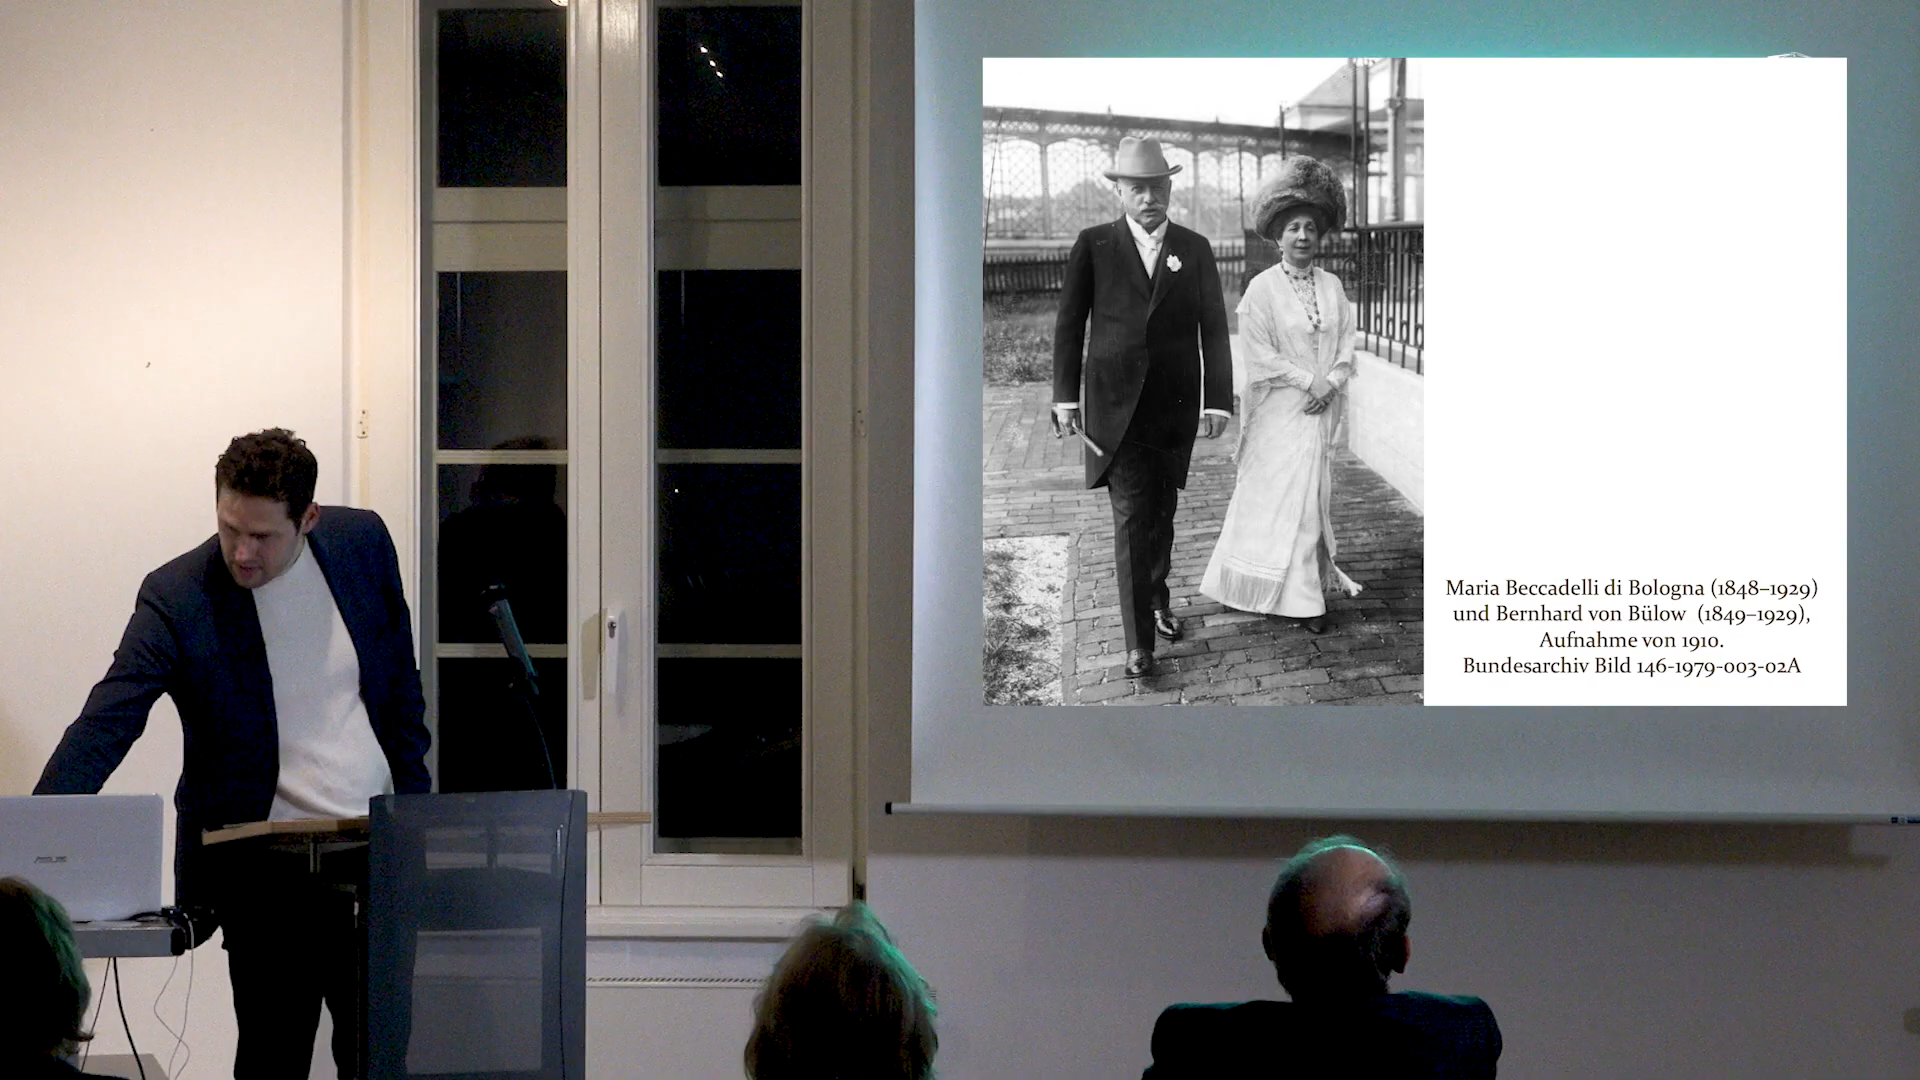 Maria Beccadelli di Bologna (1848–1929)
und Bernhard von Bülow (1849–1929),
Aufnahme von 1910.
Bundesarchiv Bild 146-1979-003-02A